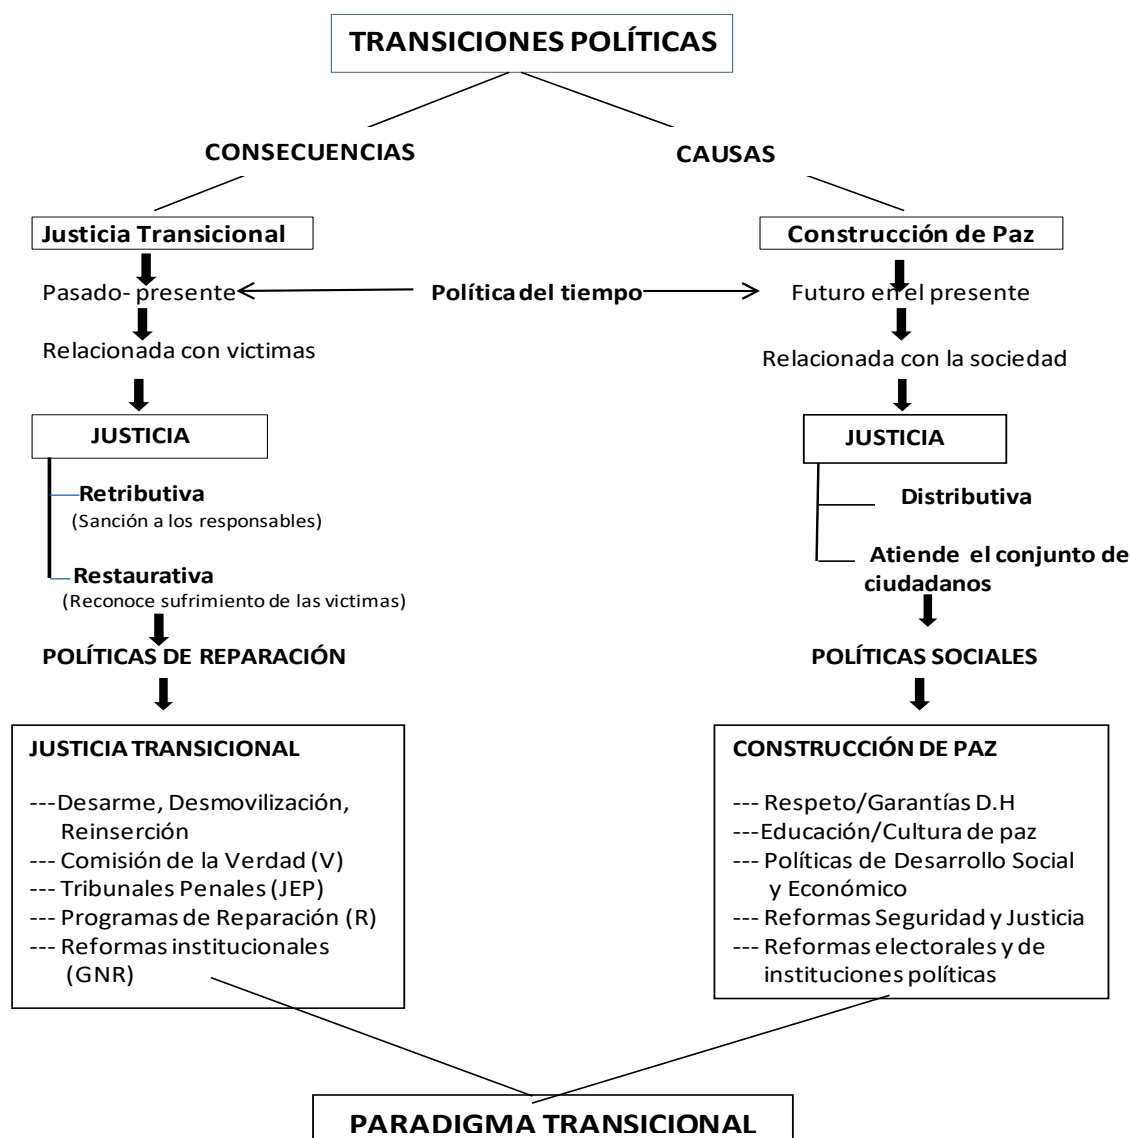 TRANSICIONES POLÍTICAS
CONSECUENCIAS
CAUSAS
Justicia Transicional
Construcción de Paz
Pasado- presente
Política del tiempo
Futuro en el presente
Relacionada con victimas
Relacionada con la sociedad
JUSTICIA
JUSTICIA
Retributiva
(Sanción a los responsables)
Distributiva
Restaurativa
(Reconoce sufrimiento de las victimas)
Atiende el conjunto de
ciudadanos
POLÍTICAS DE REPARACIÓN
POLÍTICAS SOCIALES
JUSTICIA TRANSICIONAL
---Desarme, Desmovilización,
Reinserción
--- Comisión de la Verdad (V)
--- Tribunales Penales (JEP)
--- Programas de Reparación (R)
--- Reformas institucionales
(GNR)
CONSTRUCCIÓN DE PAZ
--- Respeto/Garantías D.H
---Educación/Cultura de paz
--- Políticas de Desarrollo Social
y Económico
--- Reformas Seguridad y Justicia
--- Reformas electorales y de
instituciones políticas
PARADIGMA TRANSICIONAL